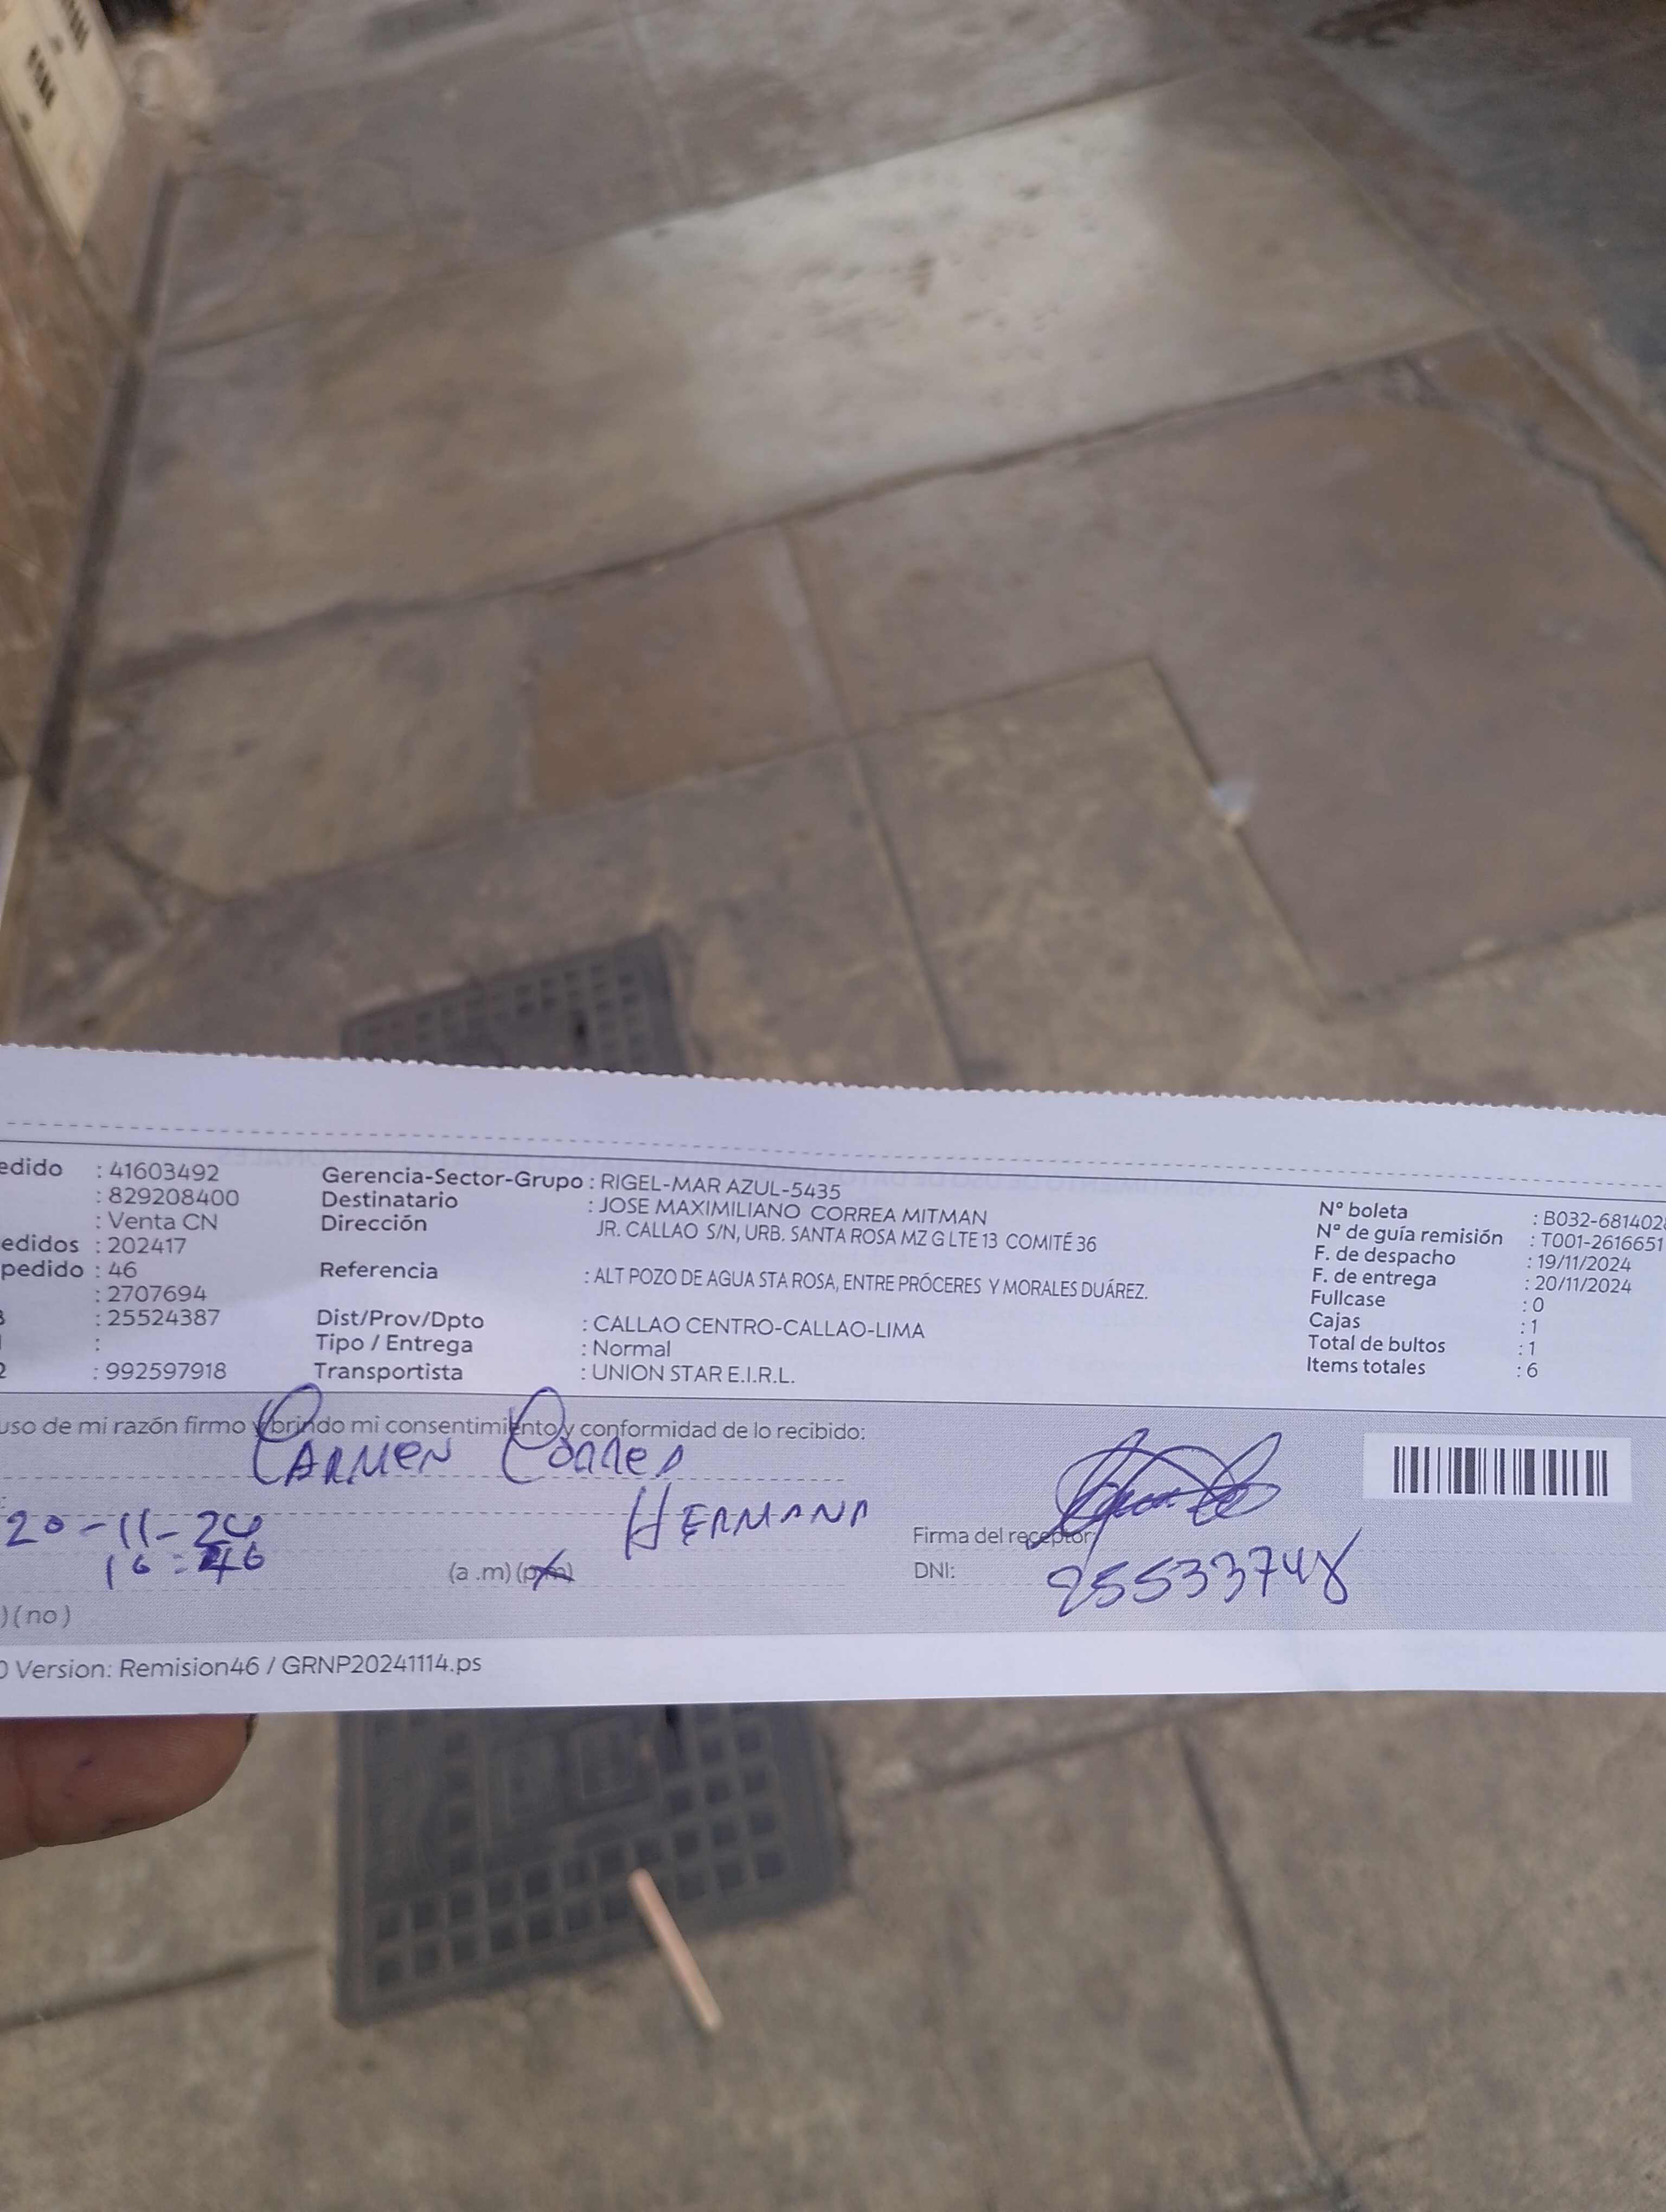 edido : 41603492 Gerencia-Sector-Grupo : RIGEL-MAR AZUL-5435
: 829208400 Destinatario : JOSE MAXIMILIANO CORREA MITMAN Nº boleta : B032-681402
: Venta CN Dirección JR. CALLAO S/N, URB. SANTA ROSA MZ G LTE 13 COMITÉ 36 Nº de guía remisión : T001-2616651
edidos : 202417 F. de despacho : 19/11/2024
pedido : 46 Referencia : ALT POZO DE AGUA STA ROSA, ENTRE PRÓCERES Y MORALES DUÁREZ. F. de entrega : 20/11/2024
: 2707694 Fullcase : 0
: 25524387 Dist/Prov/Dpto : CALLAO CENTRO-CALLAO-LIMA Cajas : 1
: Tipo / Entrega : Normal Total de bultos : 1
2 : 992597918 Transportista : UNION STAR E.I.R.L. Items totales : 6
uso de mi razón firmo y brindo mi consentimiento y conformidad de lo recibido:
CARMEN CORREA
HERMANA
20-11-24
16:46
(a .m) (p.m)
Firma del receptor:
DNI: 25533748
) ( no )
0 Version: Remision46 / GRNP20241114.ps